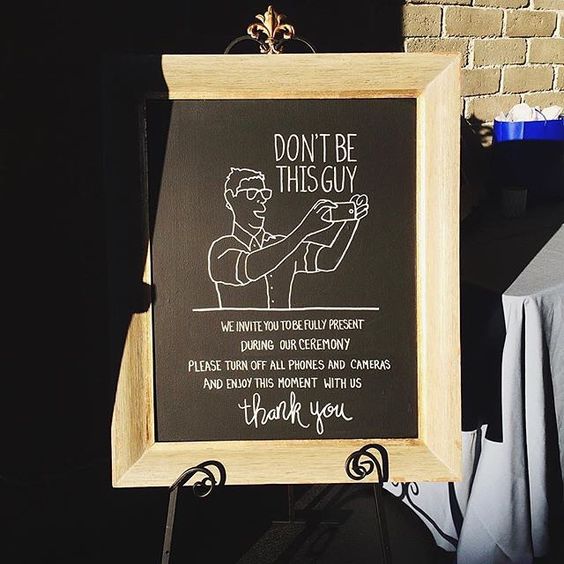 DON'T BE
THIS GUY
WE INVITE YOU TO BE FULLY PRESENT
DURING OUR CEREMONY
PLEASE TURN OFF ALL PHONES AND CAMERAS
AND ENJOY THIS MOMENT WITH US
thank you